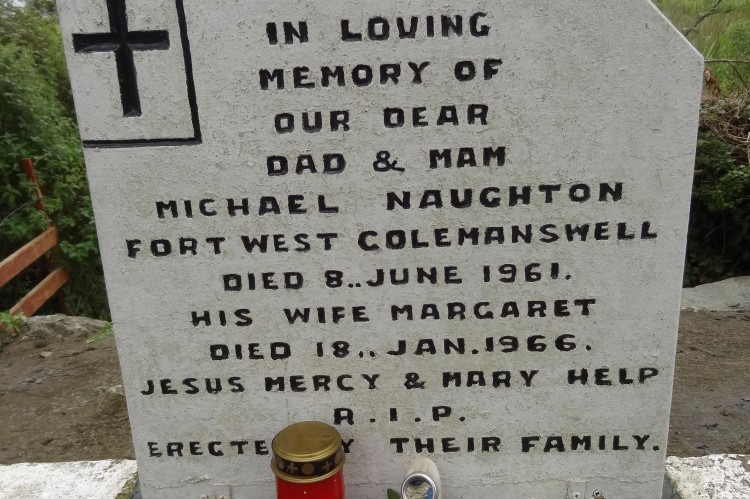 IN LOVING
MEMORY OF
OUR DEAR
DAD & MAM
MICHAEL NAUGHTON
FORT WEST COLEMANSWELL
DIED 8.. JUNE 1961.
HIS WIFE MARGARET
DIED 18.. JAN. 1966.
JESUS MERCY & MARY HELP
R.I.P.
THEIR FAMILY.